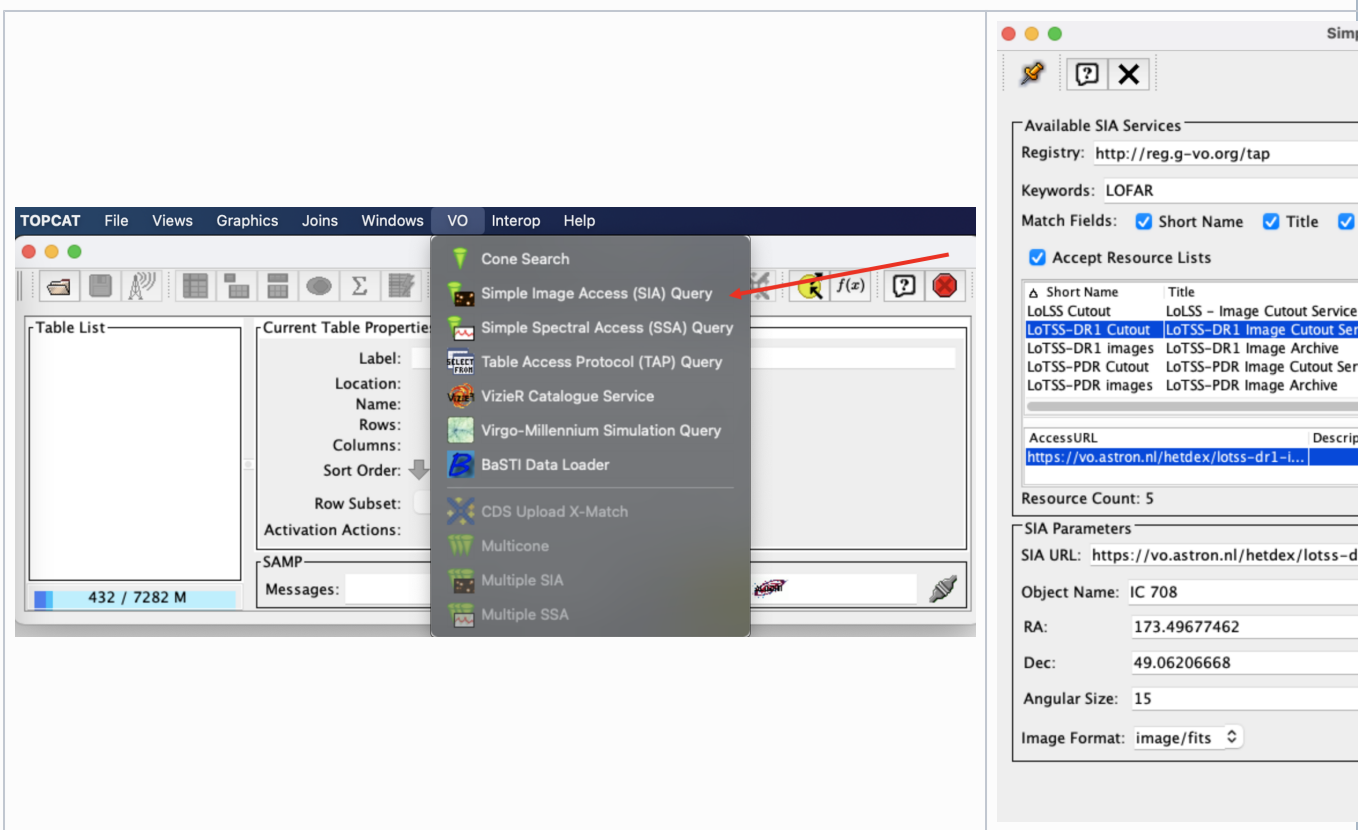 TOPCAT File Views Graphics Joins Windows VO Interop Help
Σ
f(x)
?
Cone Search
Simple Image Access (SIA) Query
Simple Spectral Access (SSA) Query
SELECT FROM Table Access Protocol (TAP) Query
VizieR VizieR Catalogue Service
Virgo-Millennium Simulation Query
B BaSTI Data Loader
CDS Upload X-Match
Multicone
Multiple SIA
Multiple SSA
Table List
432 / 7282 M
Current Table Propertie
Label:
Location:
Name:
Rows:
Columns:
Sort Order:
Row Subset:
Activation Actions:
SAMP
Messages:
Simp
?
Available SIA Services
Registry: http://reg.g-vo.org/tap
Keywords: LOFAR
Match Fields: Short Name Title
Accept Resource Lists
Short Name Title
LoLSS Cutout LoLSS - Image Cutout Service
LoTSS-DR1 Cutout LoTSS-DR1 Image Cutout Ser
LoTSS-DR1 images LoTSS-DR1 Image Archive
LoTSS-PDR Cutout LoTSS-PDR Image Cutout Ser
LoTSS-PDR images LoTSS-PDR Image Archive
AccessURL Descrip
https://vo.astron.nl/hetdex/lotss-dr1-i...
Resource Count: 5
SIA Parameters
SIA URL: https://vo.astron.nl/hetdex/lotss-d
Object Name: IC 708
RA: 173.49677462
Dec: 49.06206668
Angular Size: 15
Image Format: image/fits